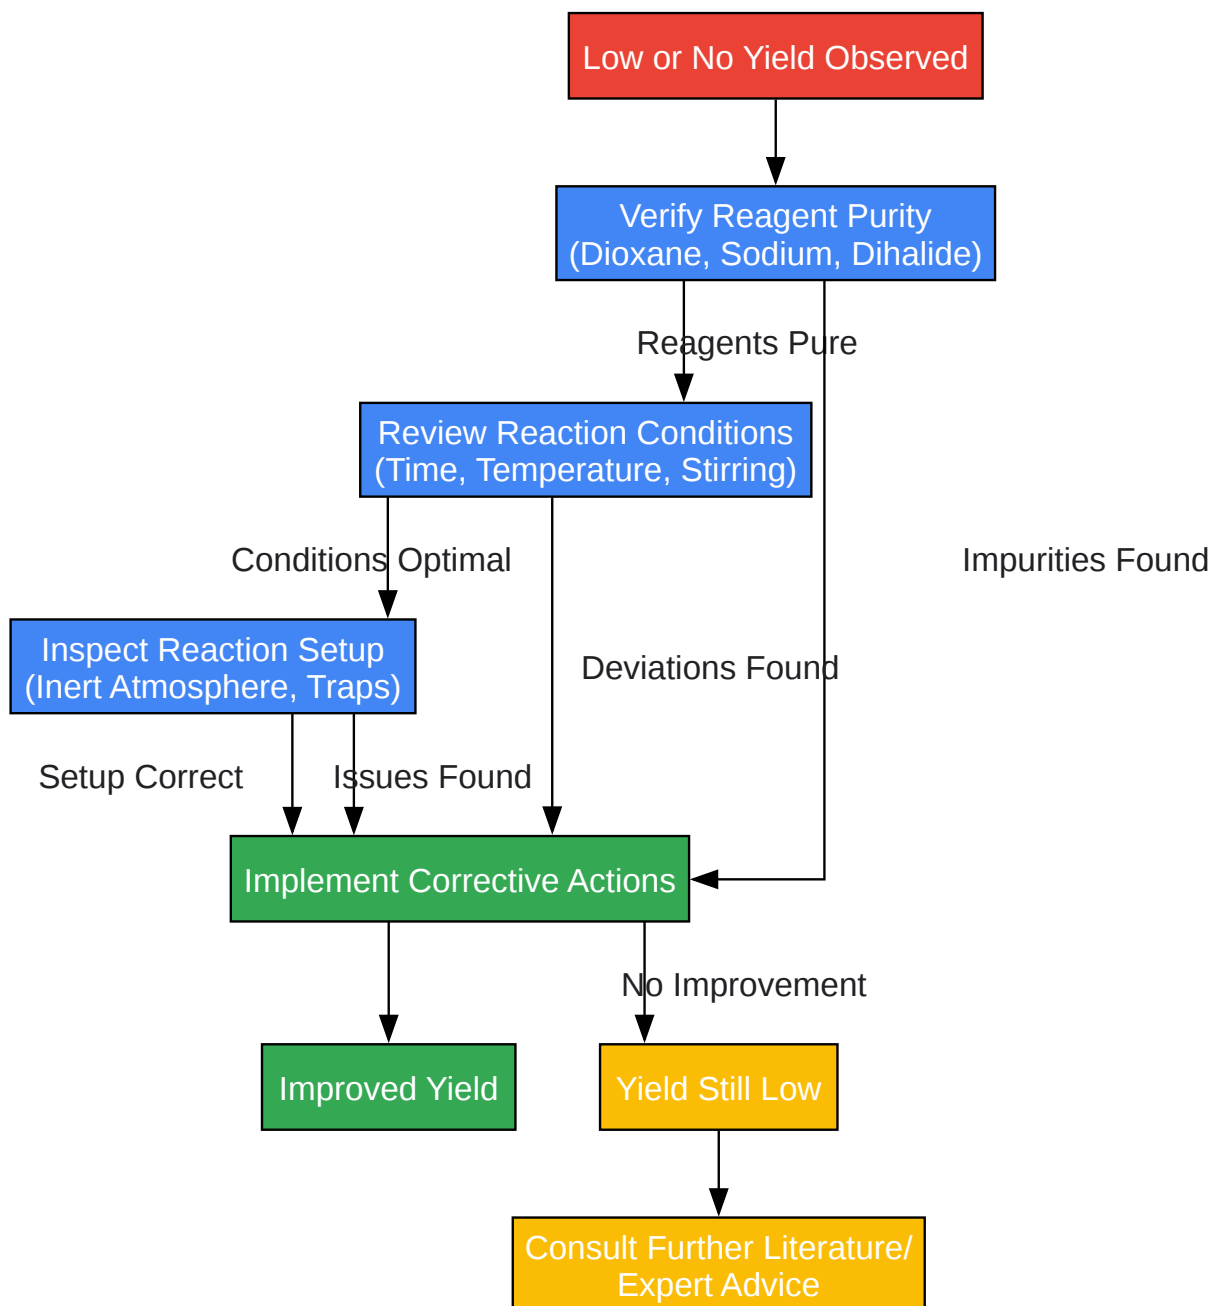 Low or No Yield Observed
Verify Reagent Purity
(Dioxane, Sodium, Dihalide)
Reagents Pure
Review Reaction Conditions
(Time, Temperature, Stirring)
Conditions Optimal
Impurities Found
Inspect Reaction Setup
(Inert Atmosphere, Traps)
Deviations Found
Setup Correct
Issues Found
Implement Corrective Actions
No Improvement
Improved Yield
Yield Still Low
Consult Further Literature/
Expert Advice